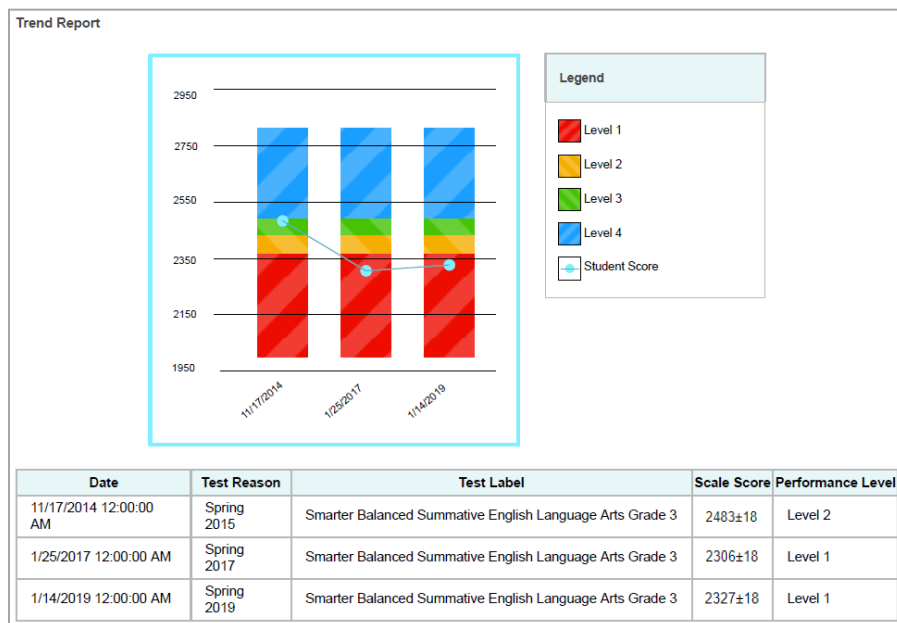 Trend Report
2950
2750
2550
2350
2150
1950
11/17/2014
1/25/2017
1/14/2019
Legend
Level 1
Level 2
Level 3
Level 4
Student Score
Date Test Reason Test Label Scale Score Performance Level
11/17/2014 12:00:00
AM
Spring
2015
Smarter Balanced Summative English Language Arts Grade 3
2483±18
Level 2
1/25/2017 12:00:00 AM
Spring
2017
Smarter Balanced Summative English Language Arts Grade 3
2306±18
Level 1
1/14/2019 12:00:00 AM
Spring
2019
Smarter Balanced Summative English Language Arts Grade 3
2327±18
Level 1